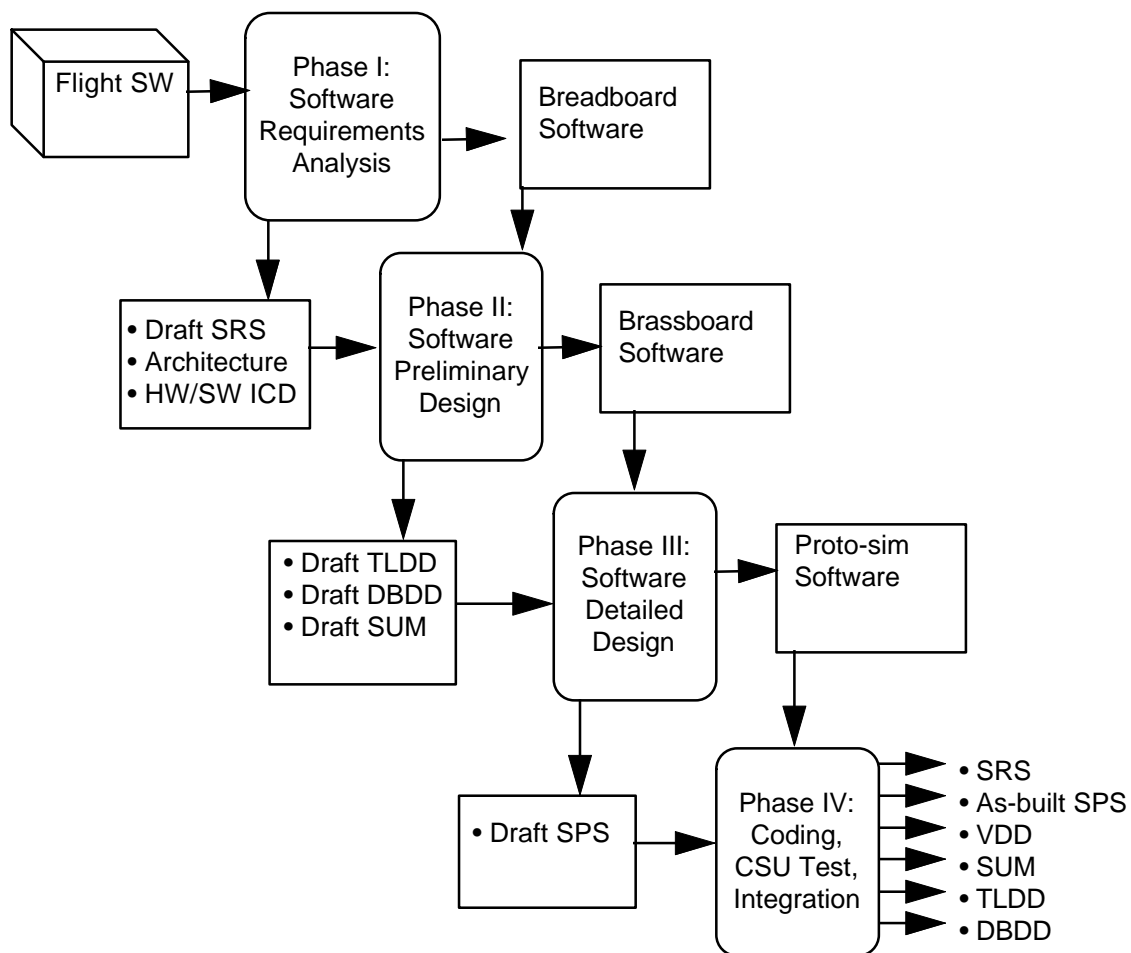 Flight SW
Phase I:
Software
Requirements
Analysis
Breadboard
Software
• Draft SRS
• Architecture
• HW/SW ICD
Phase II:
Software
Preliminary
Design
Brassboard
Software
• Draft TLDD
• Draft DBDD
• Draft SUM
Phase III:
Software
Detailed
Design
Proto-sim
Software
• Draft SPS
Phase IV:
Coding,
CSU Test,
Integration
• SRS
• As-built SPS
• VDD
• SUM
• TLDD
• DBDD